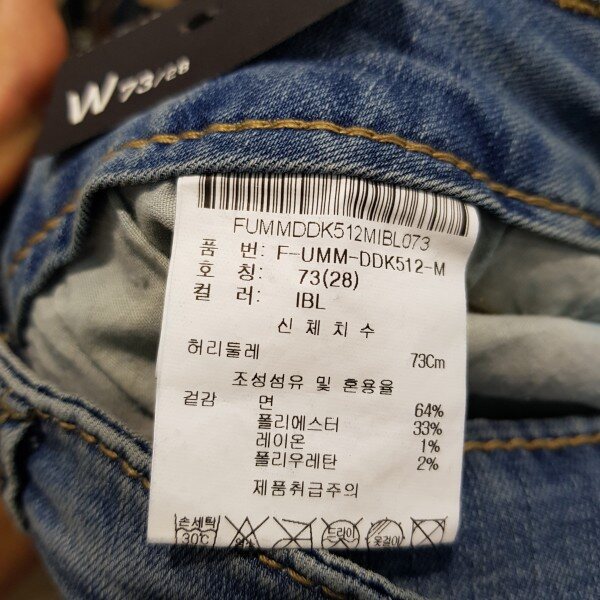 W 73/28
FUMMDDK512MIBL073
품 번: F-UMM-DDK512-M
호 칭: 73(28)
컬 러: IBL
신체치수
허리둘레 73Cm
조성섬유 및 혼용율
겉감 면 64%
폴리에스터 33%
레이온 1%
폴리우레탄 2%
제품취급주의
손세탁 드라이 옷걸이
30℃